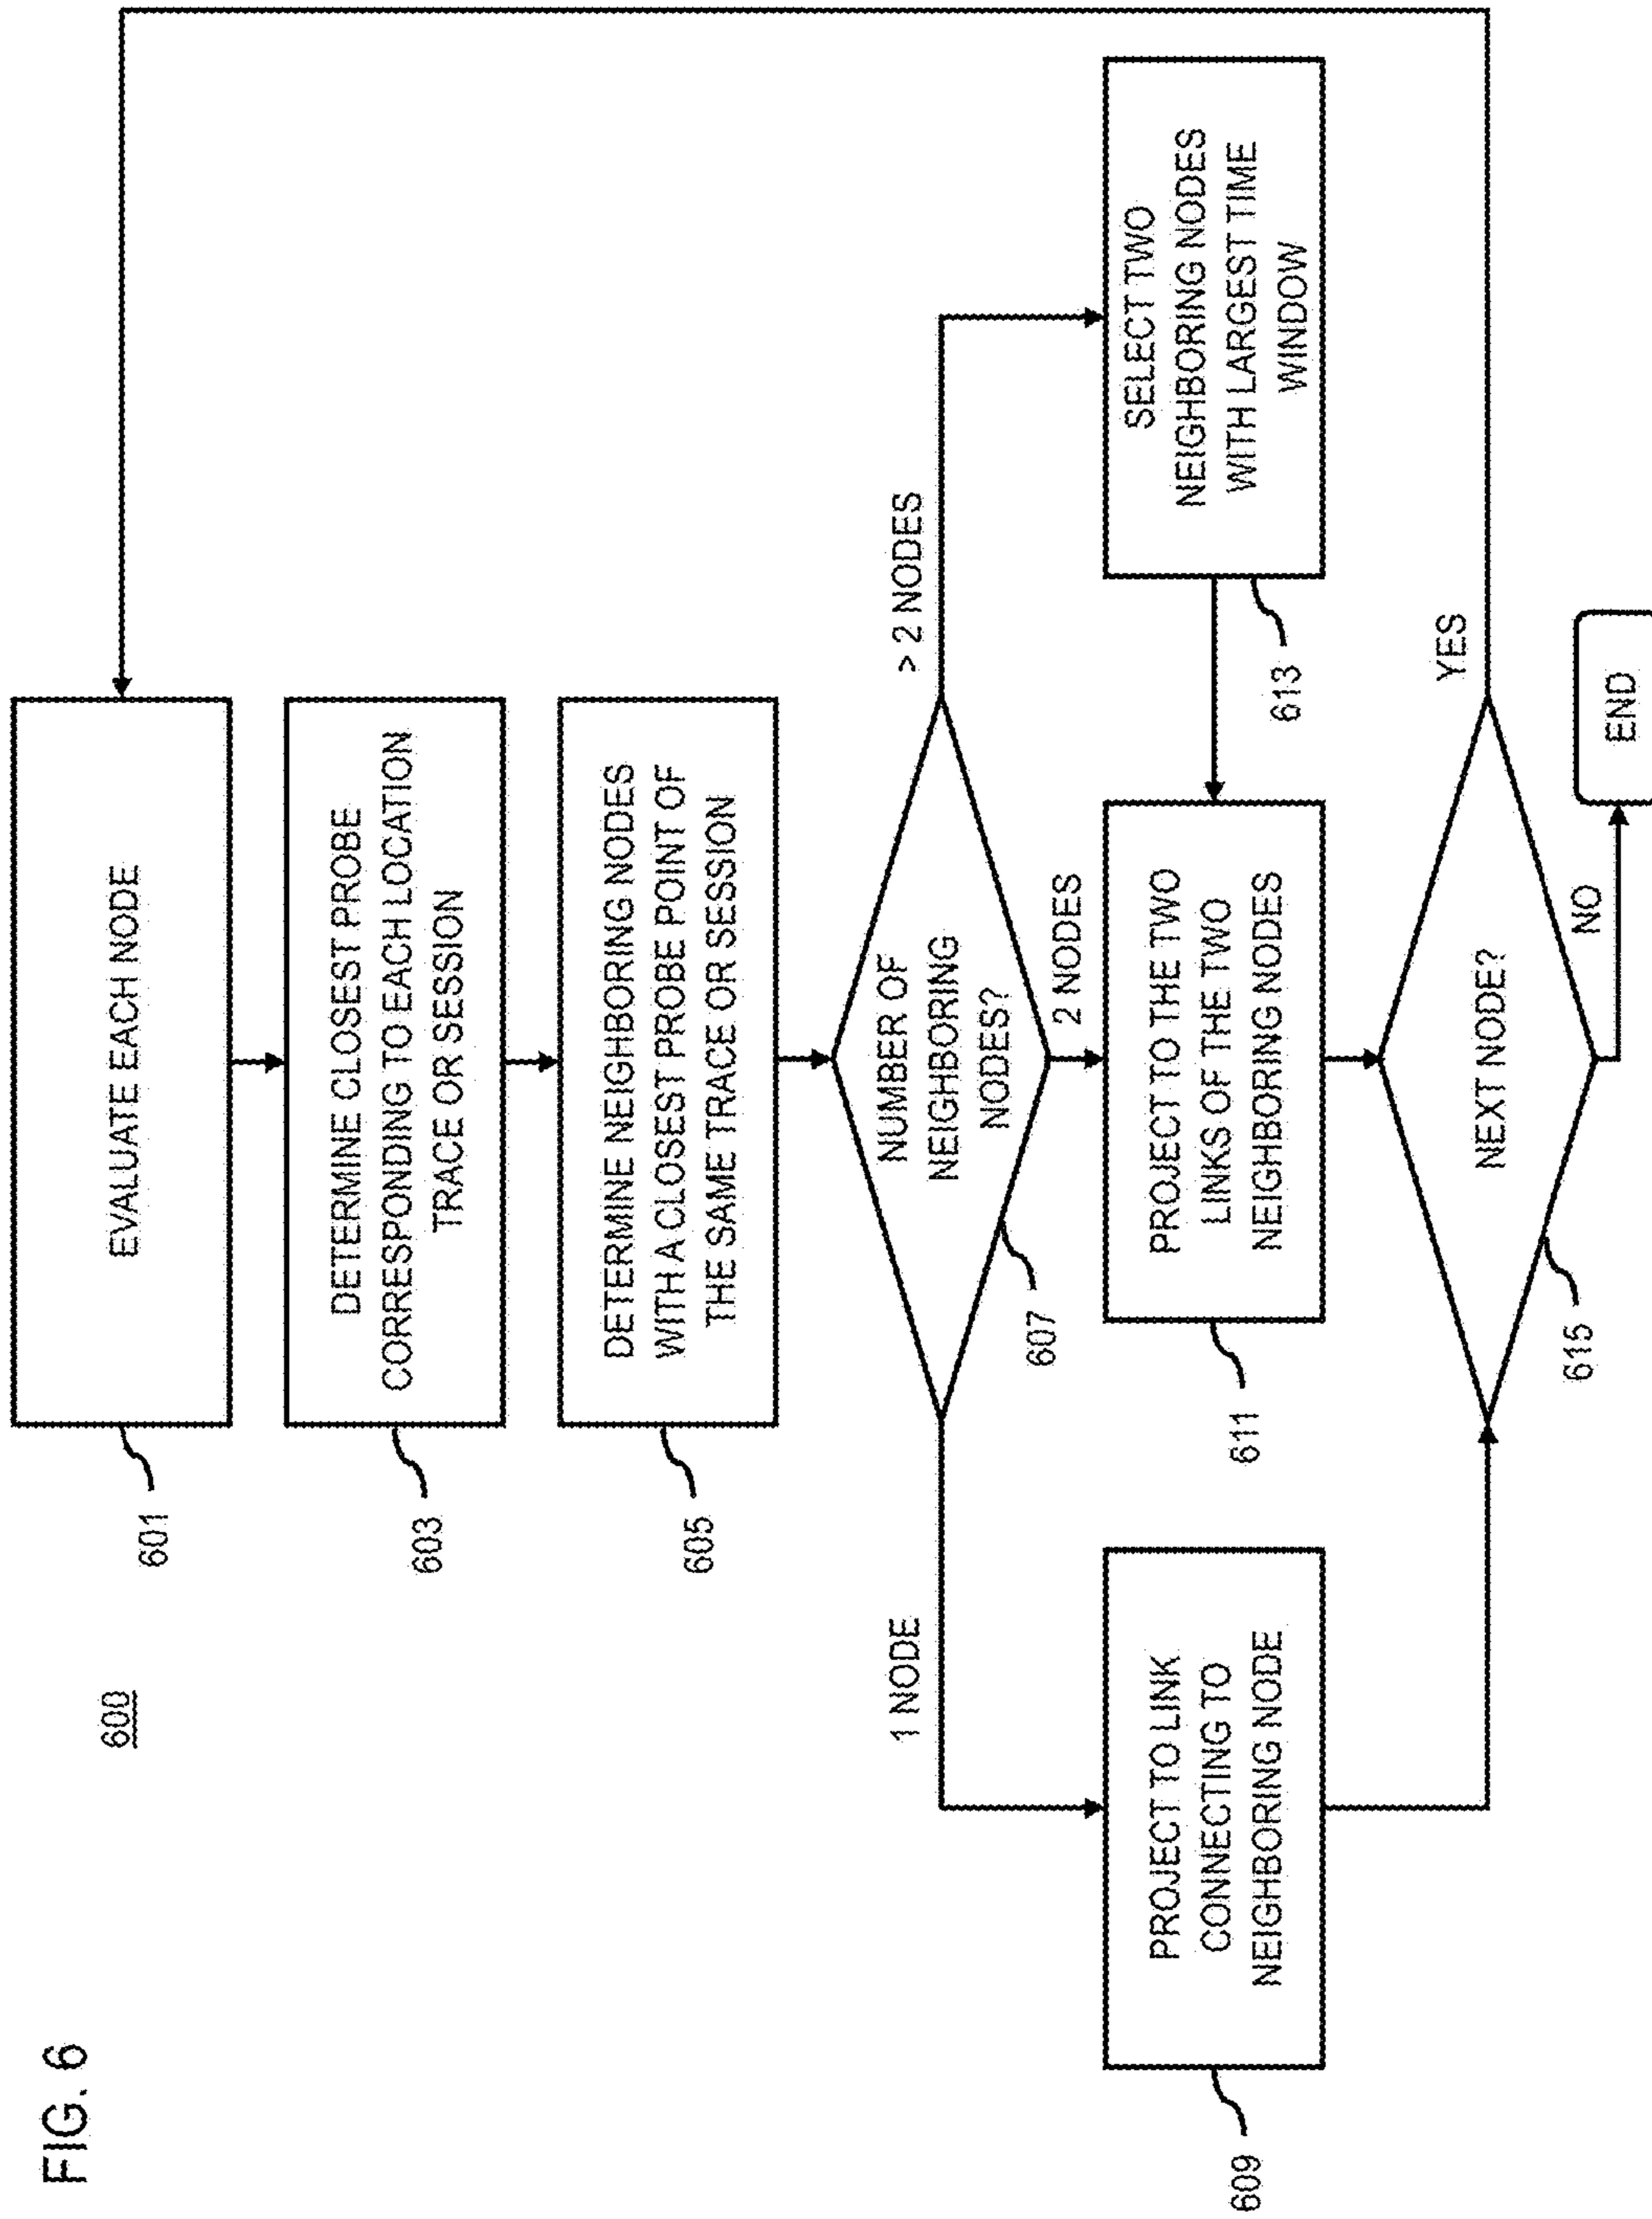 FIG. 6
600
EVALUATE EACH NODE
601
DETERMINE CLOSEST PROBE
CORRESPONDING TO EACH LOCATION
TRACE OR SESSION
603
DETERMINE NEIGHBORING NODES
WITH A CLOSEST PROBE POINT OF
THE SAME TRACE OR SESSION
605
NUMBER OF
NEIGHBORING
NODES?
607
1 NODE
2 NODES
> 2 NODES
PROJECT TO LINK
CONNECTING TO
NEIGHBORING NODE
609
PROJECT TO THE TWO
LINKS OF THE TWO
NEIGHBORING NODES
611
SELECT TWO
NEIGHBORING NODES
WITH LARGEST TIME
WINDOW
613
NEXT NODE?
615
YES
NO
END